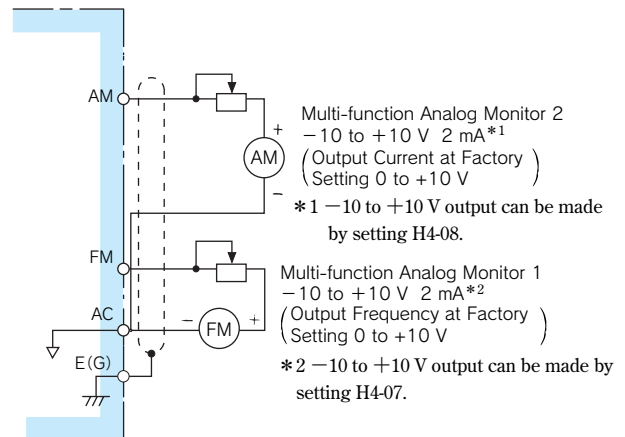 AM
+
Multi-function Analog Monitor 2
−10 to +10 V 2 mA*1
AM
(Output Current at Factory
Setting 0 to +10 V)
−
*1 −10 to +10 V output can be made
by setting H4-08.
FM
Multi-function Analog Monitor 1
−10 to +10 V 2 mA*2
AC
− FM +
(Output Frequency at Factory
Setting 0 to +10 V)
E(G)
*2 −10 to +10 V output can be made by
setting H4-07.